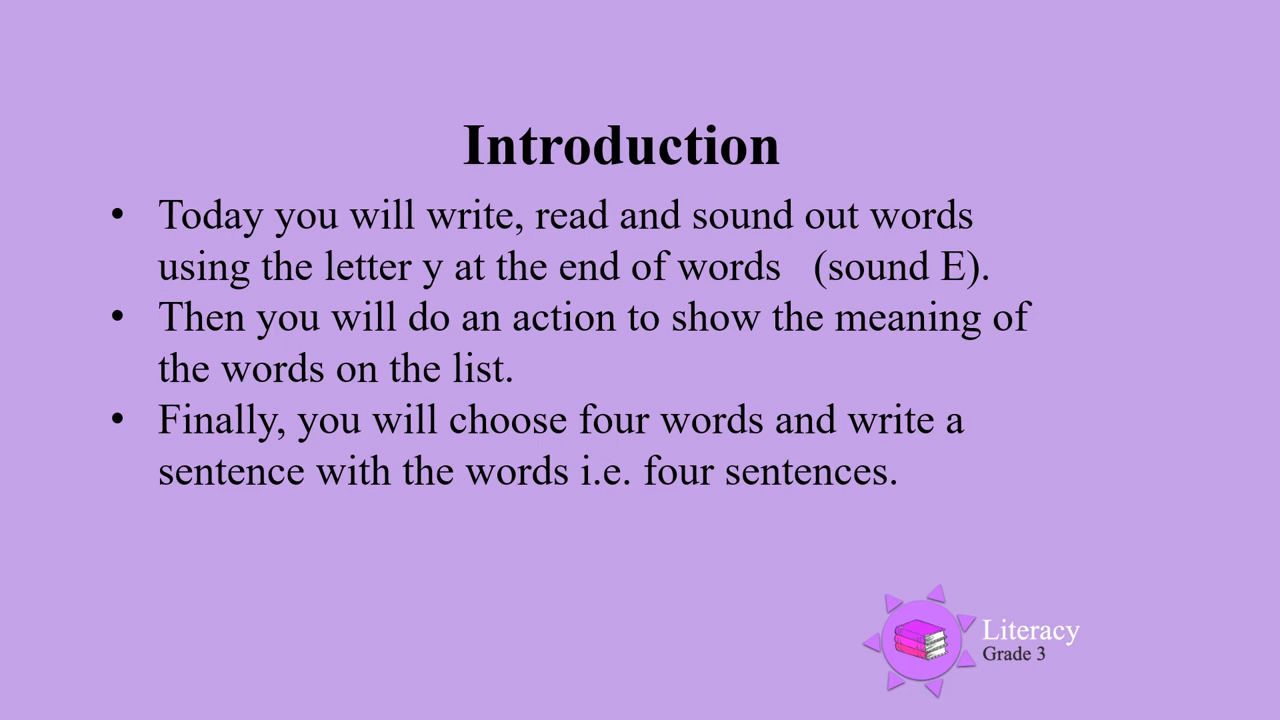 Introduction
• Today you will write, read and sound out words
using the letter y at the end of words   (sound E).
• Then you will do an action to show the meaning of
the words on the list.
• Finally, you will choose four words and write a
sentence with the words i.e. four sentences.
Literacy
Grade 3